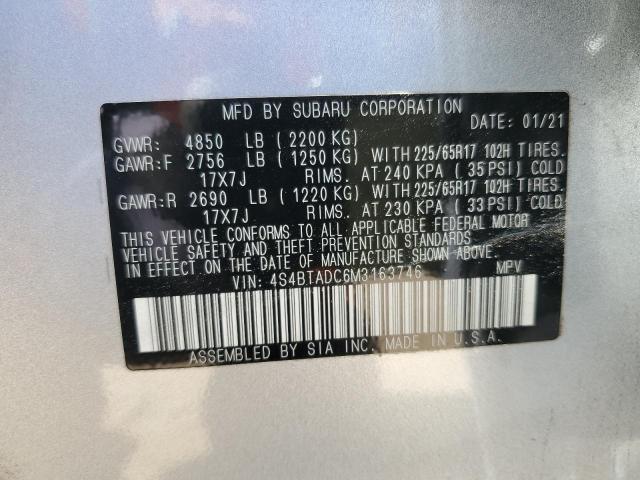 MFD BY SUBARU CORPORATION
DATE: 01/21
GVWR: 4850 LB (2200 KG)
GAWR:F 2756 LB (1250 KG) WITH 225/65R17 102H TIRES.
17X7J RIMS. AT 240 KPA (35 PSI) COLD
GAWR:R 2690 LB (1220 KG) WITH 225/65R17 102H TIRES.
17X7J RIMS. AT 230 KPA (33 PSI) COLD
THIS VEHICLE CONFORMS TO ALL APPLICABLE FEDERAL MOTOR
VEHICLE SAFETY AND THEFT PREVENTION STANDARDS
IN EFFECT ON THE DATE OF MANUFACTURE SHOWN ABOVE.
VIN: 4S4BTADC6M3163746 MPV
ASSEMBLED BY SIA INC. MADE IN U.S.A.